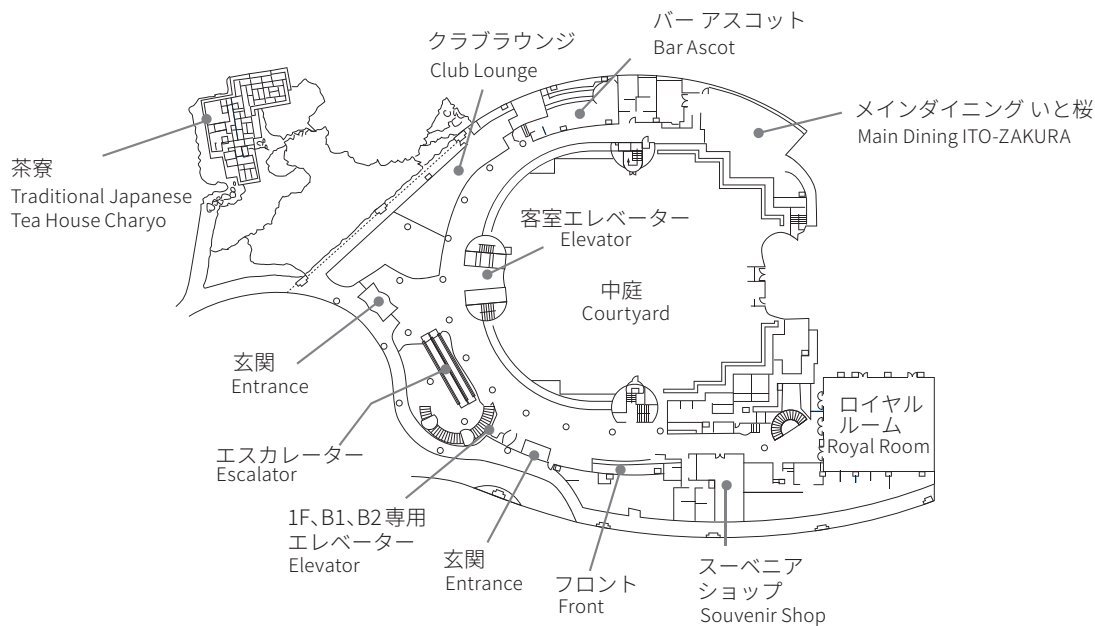 バー アスコット
Bar Ascot
クラブラウンジ
Club Lounge
メインダイニング いと桜
Main Dining ITO-ZAKURA
茶寮
Traditional Japanese
Tea House Charyo
客室エレベーター
Elevator
中庭
Courtyard
玄関
Entrance
ロイヤル
ルーム
Royal Room
エスカレーター
Escalator
1F、B1、B2専用
エレベーター
Elevator
玄関
Entrance
フロント
Front
スーベニア
ショップ
Souvenir Shop